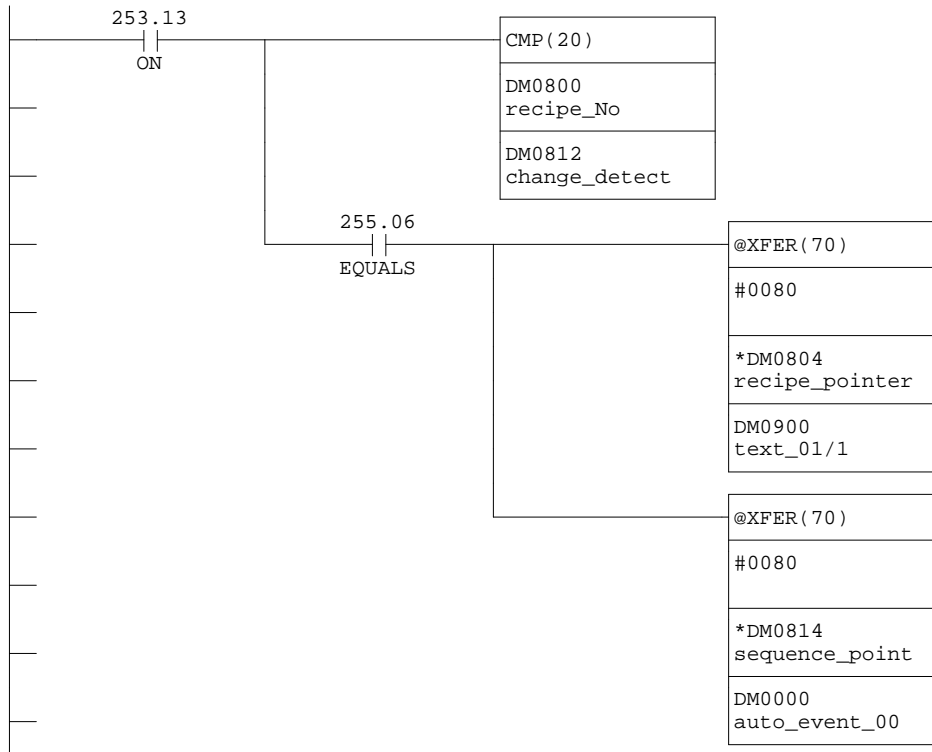 253.13
ON
CMP(20)
DM0800
recipe_No
DM0812
change_detect
255.06
EQUALS
@XFER(70)
#0080
*DM0804
recipe_pointer
DM0900
text_01/1
@XFER(70)
#0080
*DM0814
sequence_point
DM0000
auto_event_00